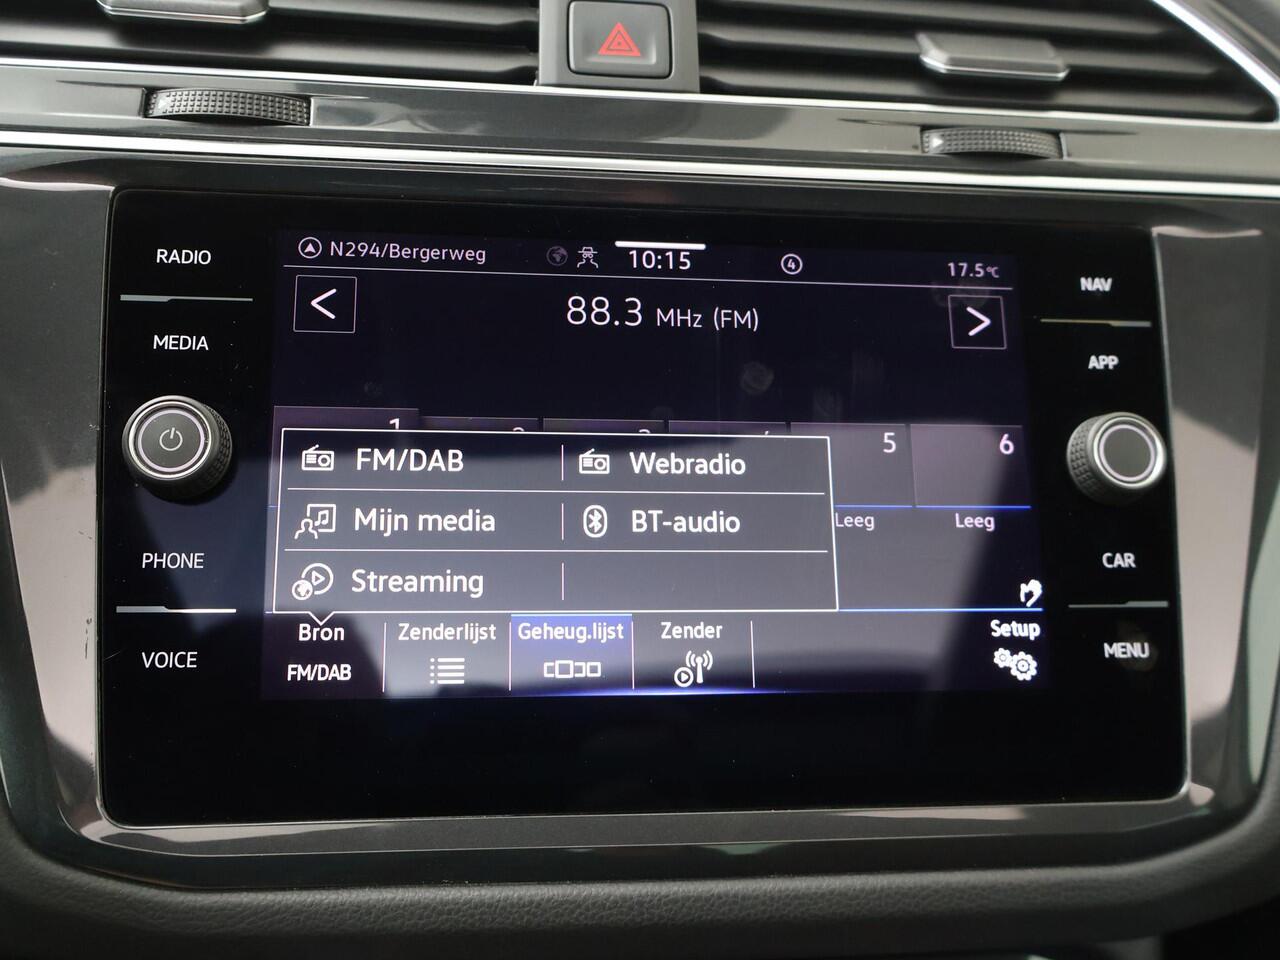 RADIO
MEDIA
PHONE
VOICE
N294/Bergerweg
10:15
4
17.5°C
<
88.3 MHz (FM)
>
1
5
6
FM/DAB
Webradio
Mijn media
BT-audio
Streaming
Leeg
Leeg
Bron
FM/DAB
Zenderlijst
Geheug.lijst
Zender
Setup
NAV
APP
CAR
MENU